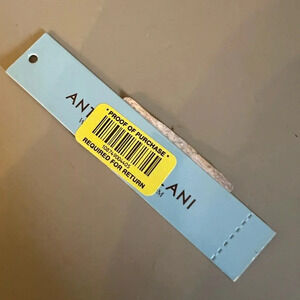 ANT
ANI
* PROOF OF PURCHASE *
REQUIRED FOR RETURN